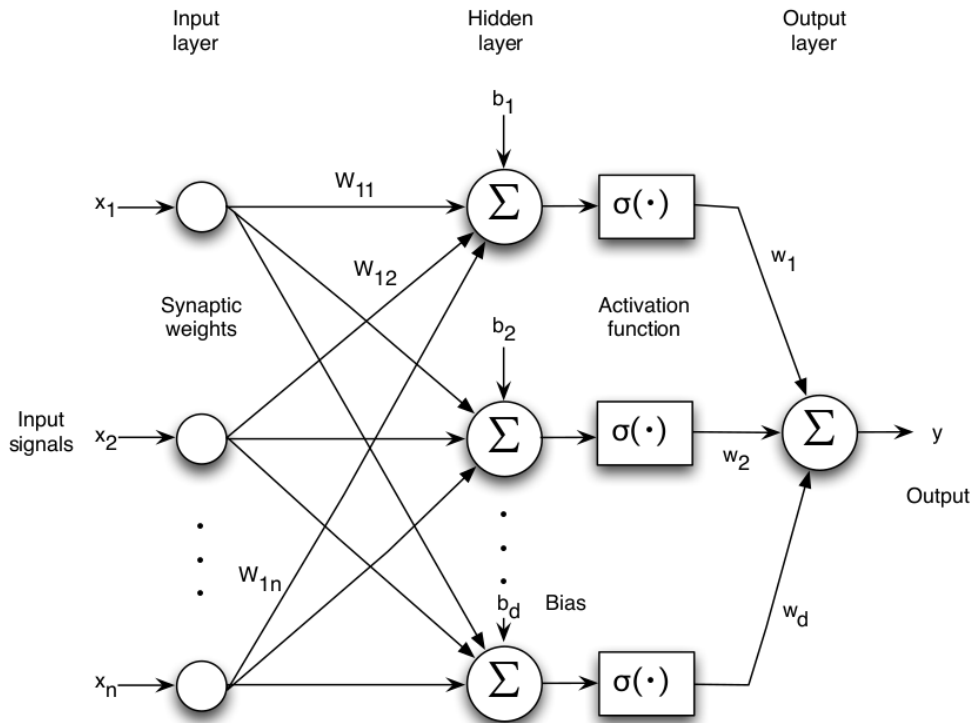 Input
layer
Hidden
layer
Output
layer
b1
x1
W11
Σ
σ(·)
w1
W12
Synaptic
weights
b2
Activation
function
Input
signals
x2
Σ
σ(·)
w2
Σ
y
Output
W1n
bd
Bias
wd
xn
Σ
σ(·)